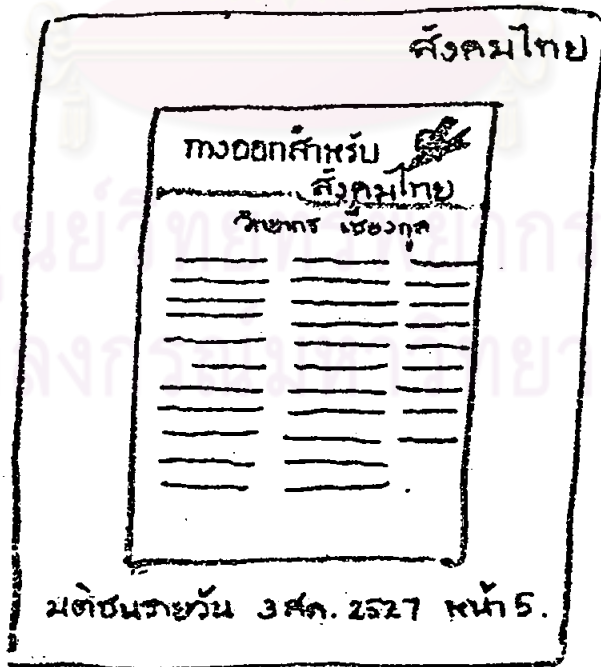 สังคมไทย
ทางออกสำหรับ
สังคมไทย
วิทยากร เชียงกูล
มติชนรายวัน 3 สค. 2527 หน้า 5.